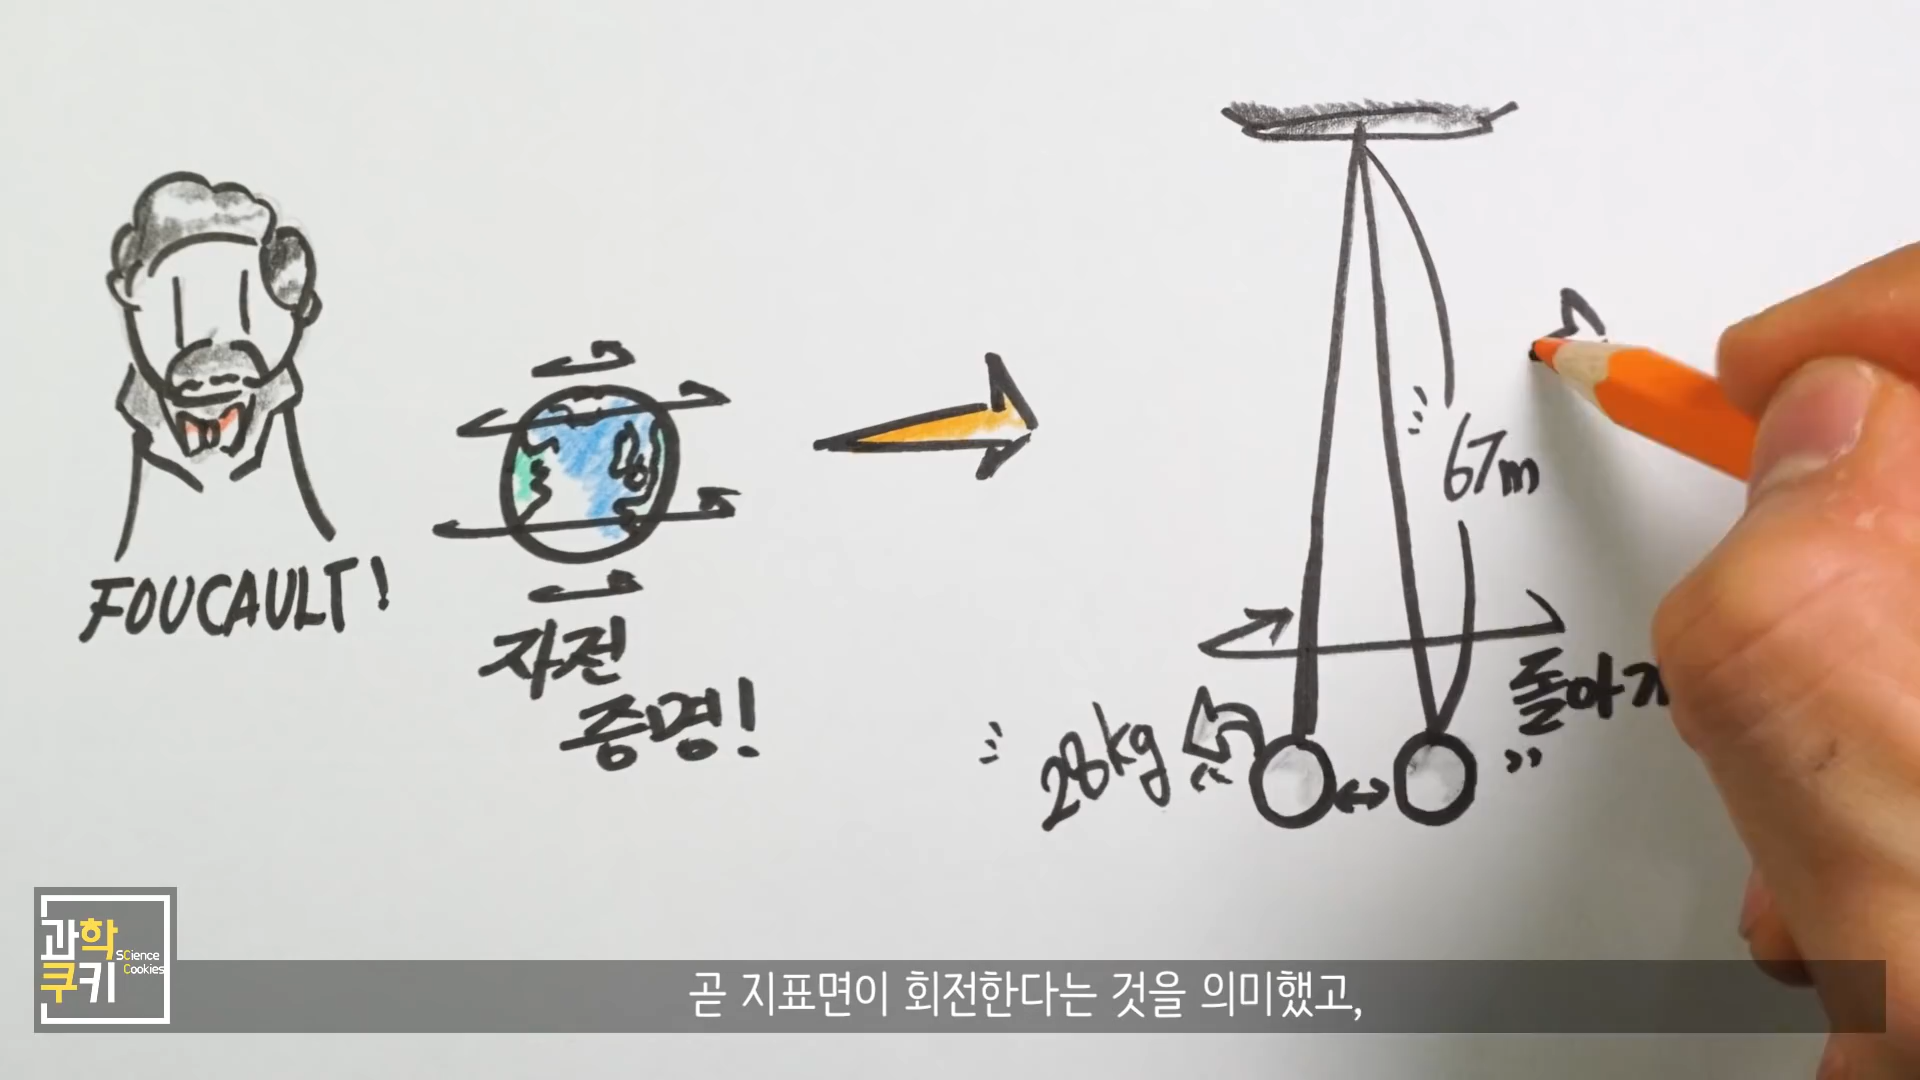 FOUCAULT!
자전
증명!
67m
28kg
돌아
과학
쿠키
Science
Cookies
곧 지표면이 회전한다는 것을 의미했고,